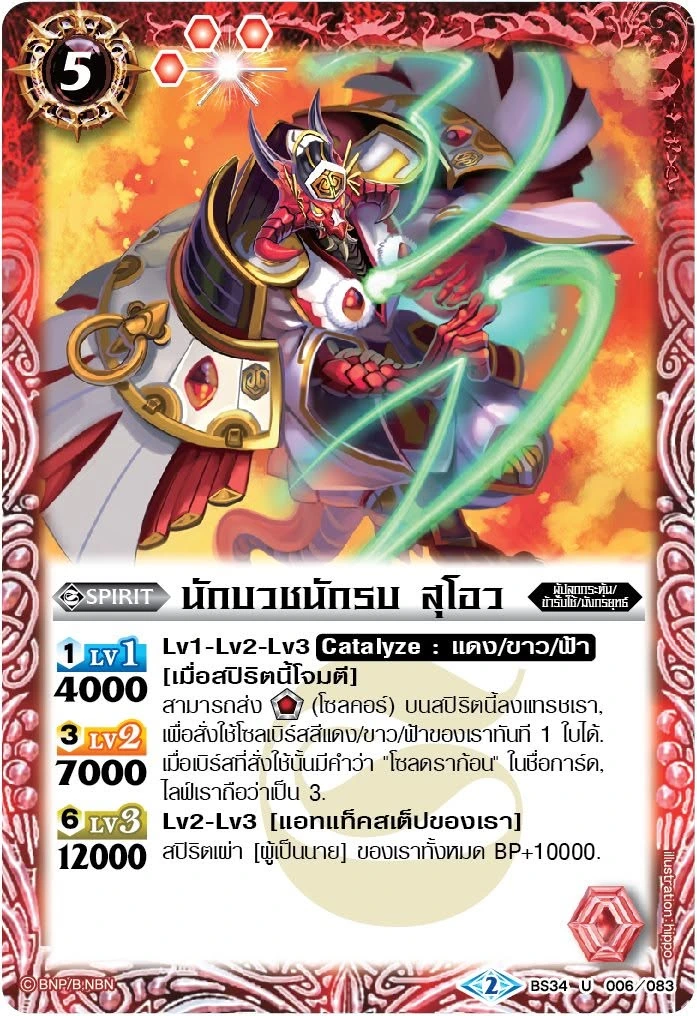 5
SPIRIT นักบวชนักรบ สุโอว
ผู้ปลุกกระตุ้น/
ข้ารับใช้/มังกรยุทธ์
1 LV1
4000
3 LV2
7000
6 LV3
12000
Lv1-Lv2-Lv3 Catalyze : แดง/ขาว/ฟ้า
[เมื่อสปิริตนี้โจมตี]
สามารถส่ง (โซลคอร์) บนสปิริตนี้ลงแทรชเรา,
เพื่อสั่งใช้โซลเบิร์สสีแดง/ขาว/ฟ้าของเราทันที 1 ใบได้.
เมื่อเบิร์สที่สั่งใช้นั้นมีคำว่า "โซลดราก้อน" ในชื่อการ์ด,
ไลฟ์เราถือว่าเป็น 3.
Lv2-Lv3 [แอทแท็คสเต็ปของเรา]
สปิริตเผ่า [ผู้เป็นนาย] ของเราทั้งหมด BP+10000.
illustration:hippo
©BNP/B,NBN
2
BS34 U 006/083